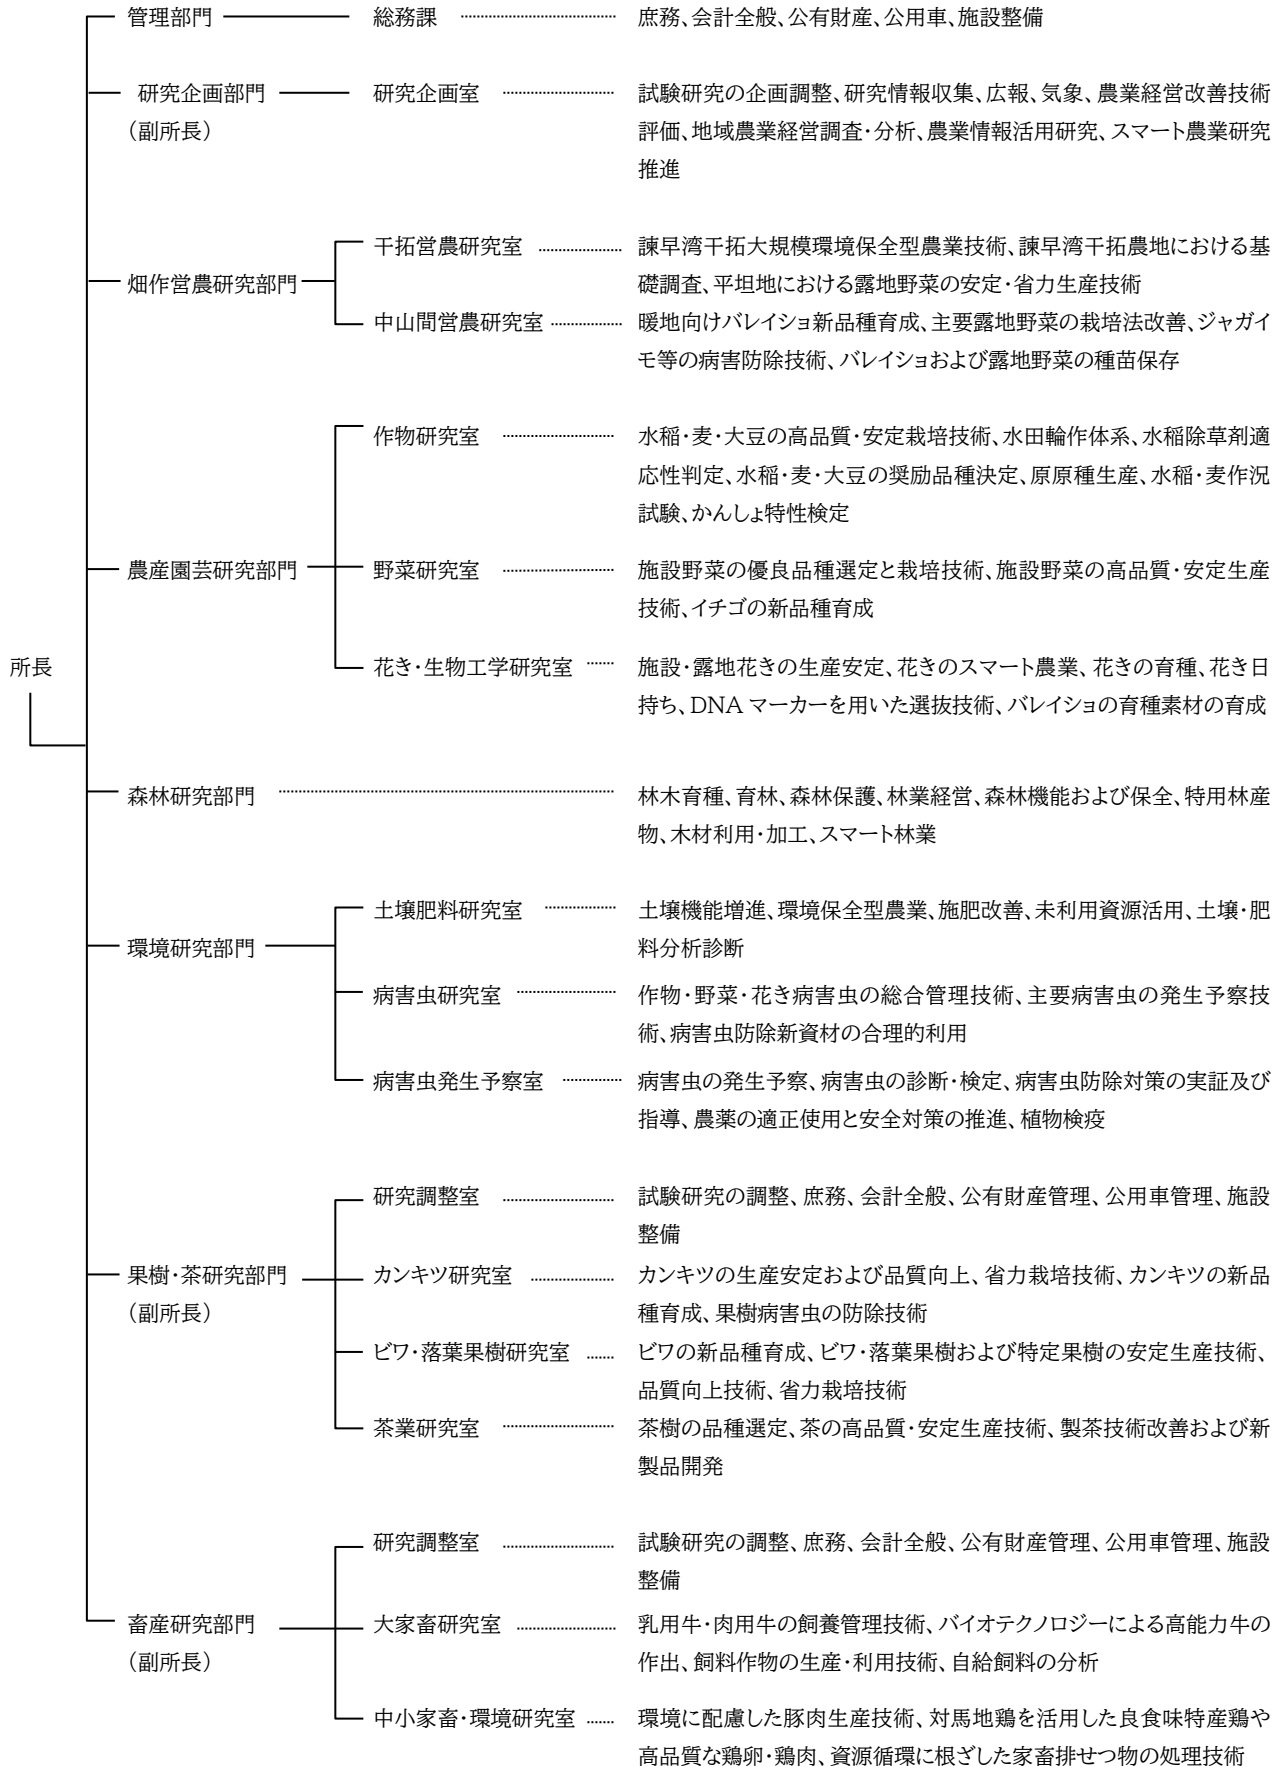 管理部門 総務課 庶務、会計全般、公有財産、公用車、施設整備
研究企画部門 研究企画室 試験研究の企画調整、研究情報収集、広報、気象、農業経営改善技術
（副所長） 評価、地域農業経営調査・分析、農業情報活用研究、スマート農業研究
推進
干拓営農研究室 諫早湾干拓大規模環境保全型農業技術、諫早湾干拓農地における基
畑作営農研究部門 礎調査、平坦地における露地野菜の安定・省力生産技術
中山間営農研究室 暖地向けバレイショ新品種育成、主要露地野菜の栽培法改善、ジャガイ
モ等の病害防除技術、バレイショおよび露地野菜の種苗保存
作物研究室 水稲・麦・大豆の高品質・安定栽培技術、水田輪作体系、水稲除草剤適
応性判定、水稲・麦・大豆の奨励品種決定、原原種生産、水稲・麦作況
試験、かんしょ特性検定
農産園芸研究部門 野菜研究室 施設野菜の優良品種選定と栽培技術、施設野菜の高品質・安定生産
技術、イチゴの新品種育成
所長 花き・生物工学研究室 施設・露地花きの生産安定、花きのスマート農業、花きの育種、花き日
持ち、DNA マーカーを用いた選抜技術、バレイショの育種素材の育成
森林研究部門 林木育種、育林、森林保護、林業経営、森林機能および保全、特用林産
物、木材利用・加工、スマート林業
土壌肥料研究室 土壌機能増進、環境保全型農業、施肥改善、未利用資源活用、土壌・肥
環境研究部門 料分析診断
病害虫研究室 作物・野菜・花き病害虫の総合管理技術、主要病害虫の発生予察技
術、病害虫防除新資材の合理的利用
病害虫発生予察室 病害虫の発生予察、病害虫の診断・検定、病害虫防除対策の実証及び
指導、農薬の適正使用と安全対策の推進、植物検疫
研究調整室 試験研究の調整、庶務、会計全般、公有財産管理、公用車管理、施設
整備
果樹・茶研究部門 カンキツ研究室 カンキツの生産安定および品質向上、省力栽培技術、カンキツの新品
（副所長） 種育成、果樹病害虫の防除技術
ビワ・落葉果樹研究室 ビワの新品種育成、ビワ・落葉果樹および特定果樹の安定生産技術、
品質向上技術、省力栽培技術
茶業研究室 茶樹の品種選定、茶の高品質・安定生産技術、製茶技術改善および新
製品開発
研究調整室 試験研究の調整、庶務、会計全般、公有財産管理、公用車管理、施設
整備
畜産研究部門 大家畜研究室 乳用牛・肉用牛の飼養管理技術、バイオテクノロジーによる高能力牛の
（副所長） 作出、飼料作物の生産・利用技術、自給飼料の分析
中小家畜・環境研究室 環境に配慮した豚肉生産技術、対馬地鶏を活用した良食味特産鶏や
高品質な鶏卵・鶏肉、資源循環に根ざした家畜排せつ物の処理技術